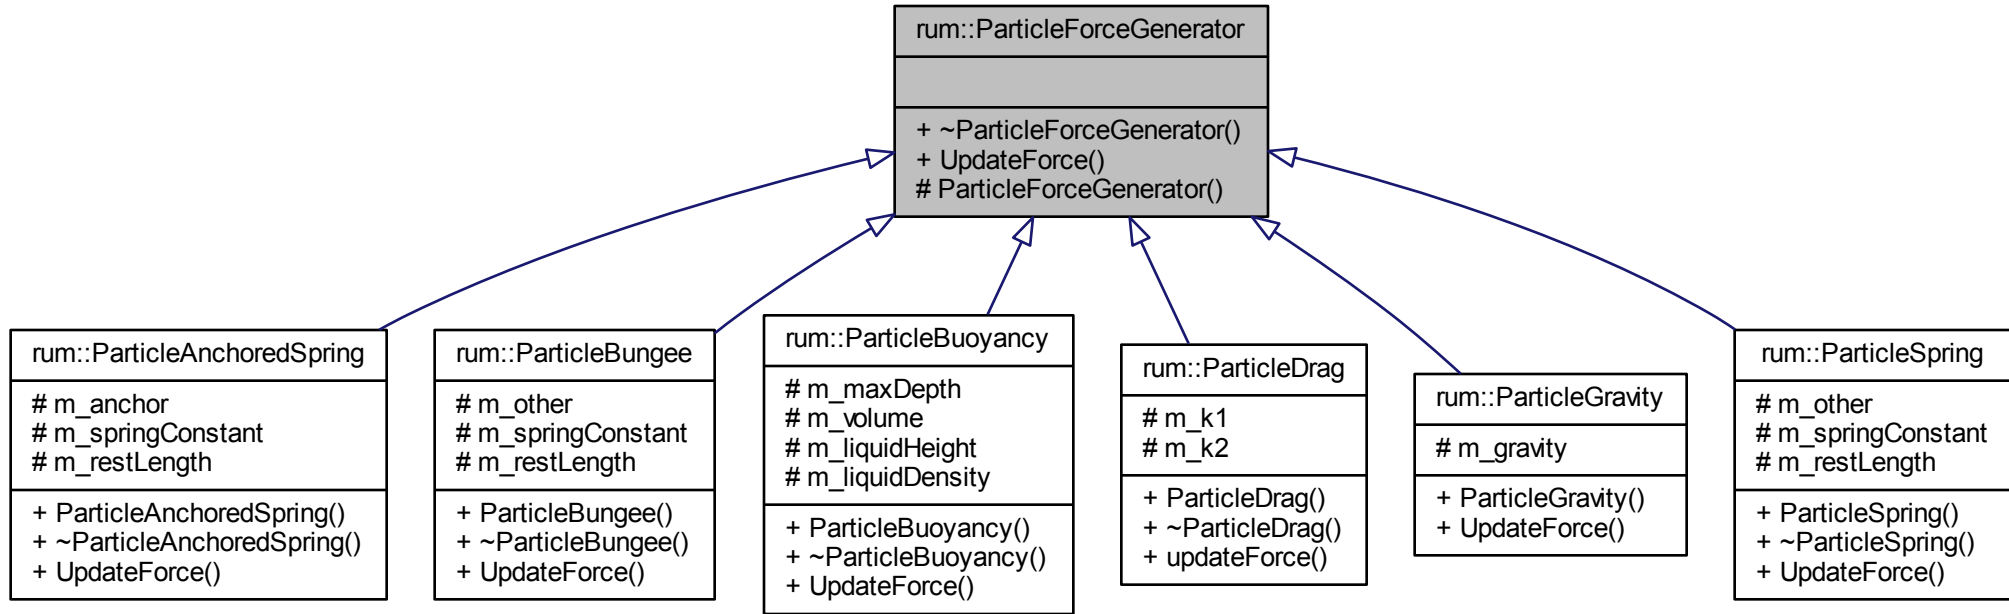 rum::ParticleForceGenerator
+ ~ParticleForceGenerator()
+ UpdateForce()
# ParticleForceGenerator()
rum::ParticleAnchoredSpring
# m_anchor
# m_springConstant
# m_restLength
+ ParticleAnchoredSpring()
+ ~ParticleAnchoredSpring()
+ UpdateForce()
rum::ParticleBungee
# m_other
# m_springConstant
# m_restLength
+ ParticleBungee()
+ ~ParticleBungee()
+ UpdateForce()
rum::ParticleBuoyancy
# m_maxDepth
# m_volume
# m_liquidHeight
# m_liquidDensity
+ ParticleBuoyancy()
+ ~ParticleBuoyancy()
+ UpdateForce()
rum::ParticleDrag
# m_k1
# m_k2
+ ParticleDrag()
+ ~ParticleDrag()
+ updateForce()
rum::ParticleGravity
# m_gravity
+ ParticleGravity()
+ UpdateForce()
rum::ParticleSpring
# m_other
# m_springConstant
# m_restLength
+ ParticleSpring()
+ ~ParticleSpring()
+ UpdateForce()